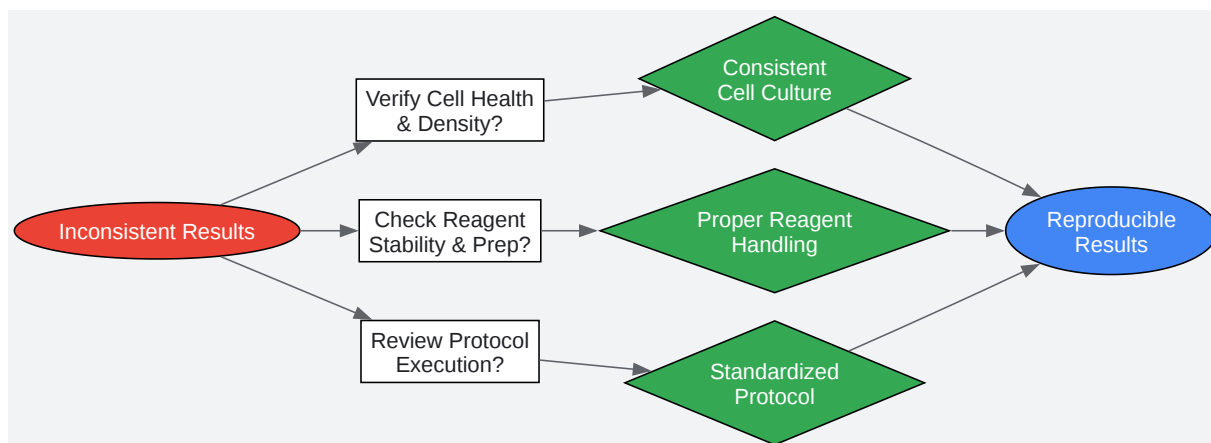 Inconsistent Results
Verify Cell Health
& Density?
Check Reagent
Stability & Prep?
Review Protocol
Execution?
Consistent
Cell Culture
Proper Reagent
Handling
Standardized
Protocol
Reproducible
Results